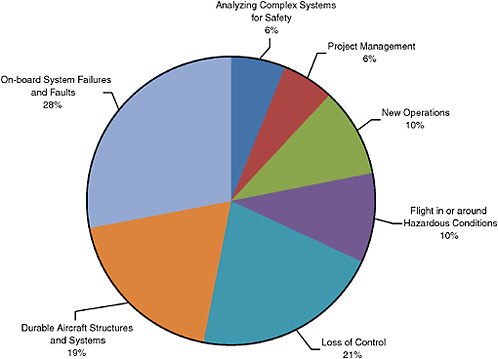 Analyzing Complex Systems
for Safety
6%
Project Management
6%
New Operations
10%
Flight in or around
Hazardous Conditions
10%
Loss of Control
21%
Durable Aircraft Structures
and Systems
19%
On-board System Failures
and Faults
28%